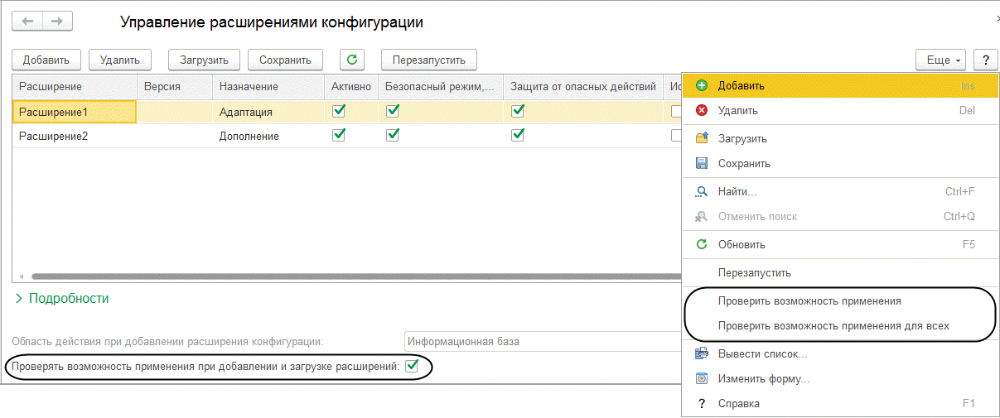 Управление расширениями конфигурации
Добавить Удалить Загрузить Сохранить Перезапустить Еще ?
Расширение Версия Назначение Активно Безопасный режим,... Защита от опасных действий Ис
Расширение1 Адаптация
Расширение2 Дополнение
Подробности
Область действия при добавлении расширения конфигурации: Информационная база
Проверять возможность применения при добавлении и загрузке расширений:
Добавить Ins
Удалить Del
Загрузить
Сохранить
Найти... Ctrl+F
Отменить поиск Ctrl+Q
Обновить F5
Перезапустить
Проверить возможность применения
Проверить возможность применения для всех
Вывести список...
Изменить форму...
? Справка F1